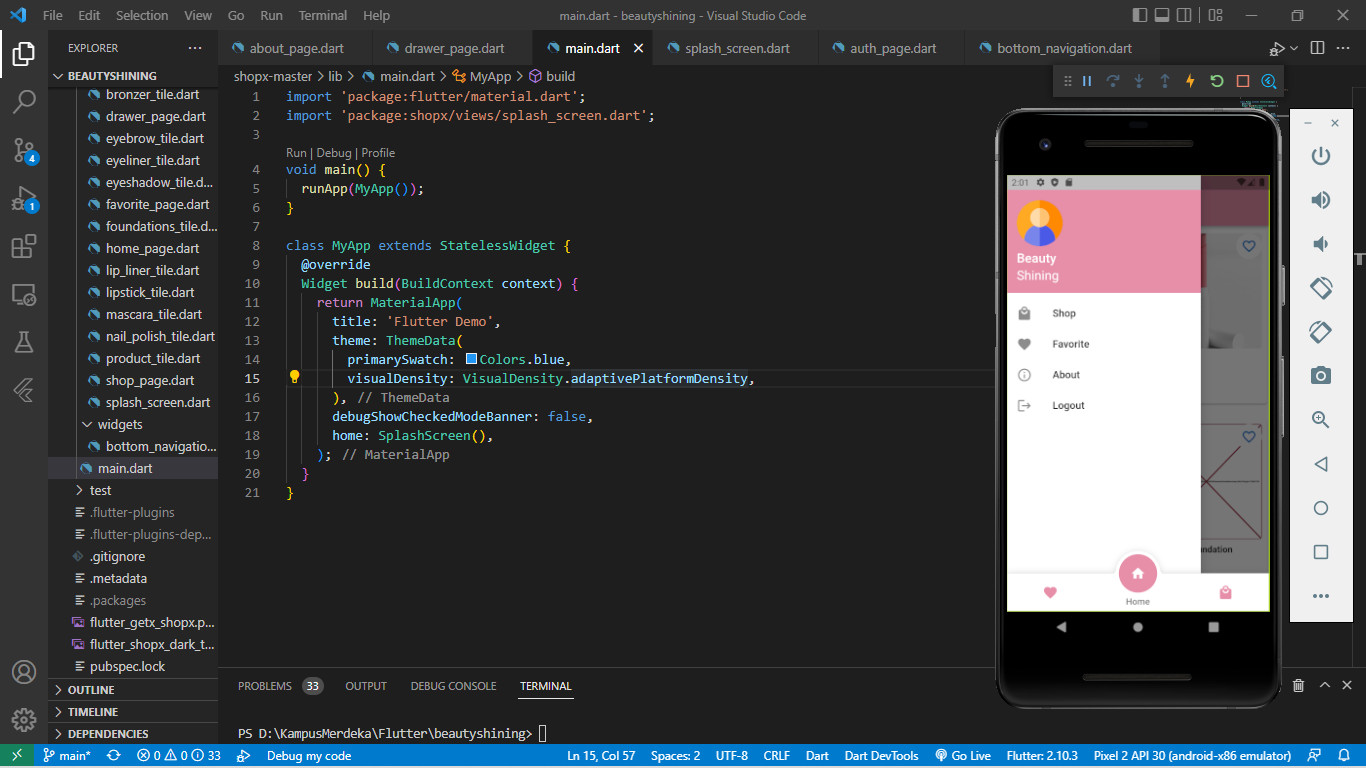 File Edit Selection View Go Run Terminal Help
main.dart - beautyshining - Visual Studio Code
EXPLORER
BEAUTYSHINING
bronzer_tile.dart
drawer_page.dart
eyebrow_tile.dart
eyeliner_tile.dart
eyeshadow_tile.d...
favorite_page.dart
foundations_tile.d...
home_page.dart
lip_liner_tile.dart
lipstick_tile.dart
mascara_tile.dart
nail_polish_tile.dart
product_tile.dart
shop_page.dart
splash_screen.dart
widgets
bottom_navigatio...
main.dart
test
.flutter-plugins
.flutter-plugins-dep...
.gitignore
.metadata
.packages
flutter_getx_shopx.p...
flutter_shopx_dark_t...
pubspec.lock
OUTLINE
TIMELINE
DEPENDENCIES
4
1
about_page.dart drawer_page.dart main.dart splash_screen.dart auth_page.dart bottom_navigation.dart
shopx-master > lib > main.dart > MyApp > build
1 import 'package:flutter/material.dart';
2 import 'package:shopx/views/splash_screen.dart';
3
Run | Debug | Profile
4 void main() {
5 runApp(MyApp());
6 }
7
8 class MyApp extends StatelessWidget {
9 @override
10 Widget build(BuildContext context) {
11 return MaterialApp(
12 title: 'Flutter Demo',
13 theme: ThemeData(
14 primarySwatch: Colors.blue,
15 visualDensity: VisualDensity.adaptivePlatformDensity,
16 ), // ThemeData
17 debugShowCheckedModeBanner: false,
18 home: SplashScreen(),
19 ); // MaterialApp
20 }
21 }
2:01
Beauty
Shining
Shop
Favorite
About
Logout
ndation
Home
PROBLEMS 33 OUTPUT DEBUG CONSOLE TERMINAL
PS D:\KampusMerdeka\Flutter\beautyshining>
main* 0 0 33 Debug my code Ln 15, Col 57 Spaces: 2 UTF-8 CRLF Dart Dart DevTools Go Live Flutter: 2.10.3 Pixel 2 API 30 (android-x86 emulator)